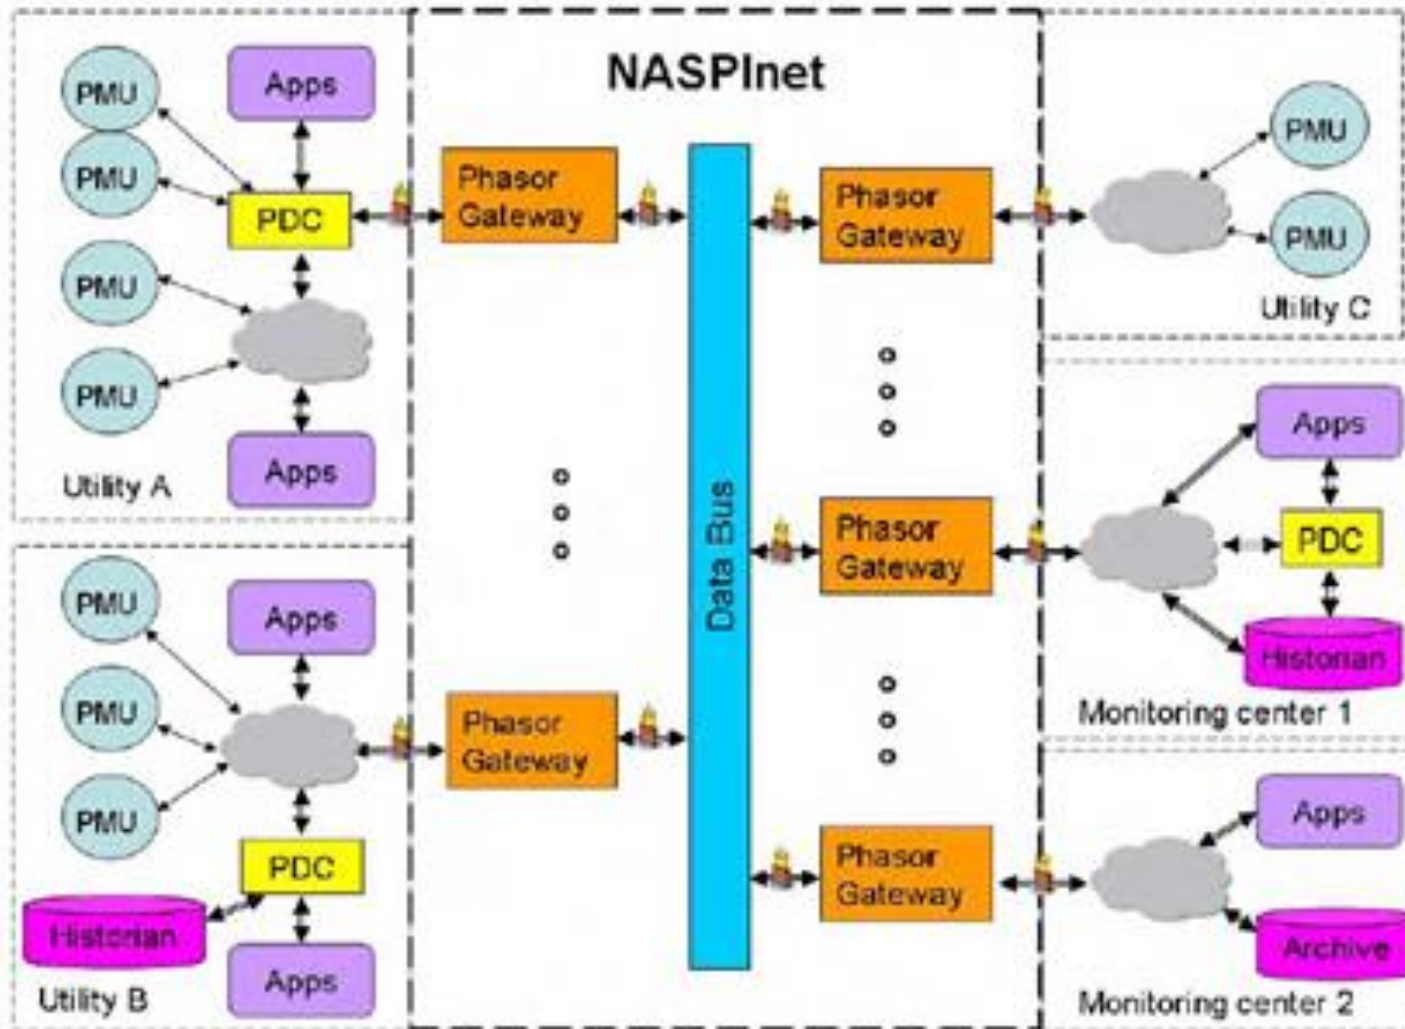 PMU
Apps
PMU
PDC
PMU
PMU
Apps
Utility A
PMU
Apps
PMU
PMU
PDC
Historian
Apps
Utility B
NASPInet
Phasor
Gateway
Phasor
Gateway
Data Bus
Phasor
Gateway
Phasor
Gateway
Phasor
Gateway
PMU
PMU
Utility C
Apps
PDC
Historian
Monitoring center 1
Apps
Archive
Monitoring center 2